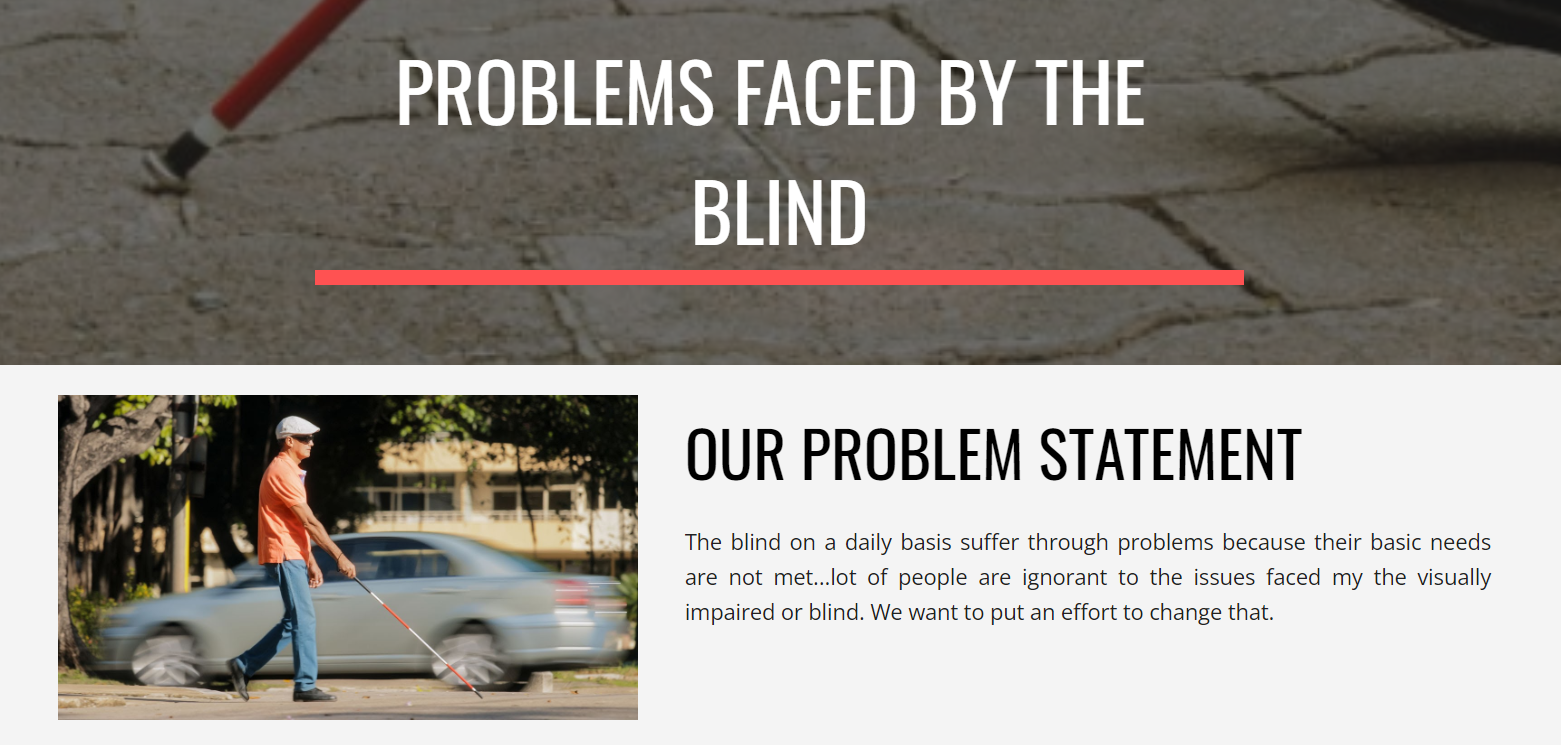 PROBLEMS FACED BY THE
BLIND
OUR PROBLEM STATEMENT
The blind on a daily basis suffer through problems because their basic needs
are not met...lot of people are ignorant to the issues faced my the visually
impaired or blind. We want to put an effort to change that.